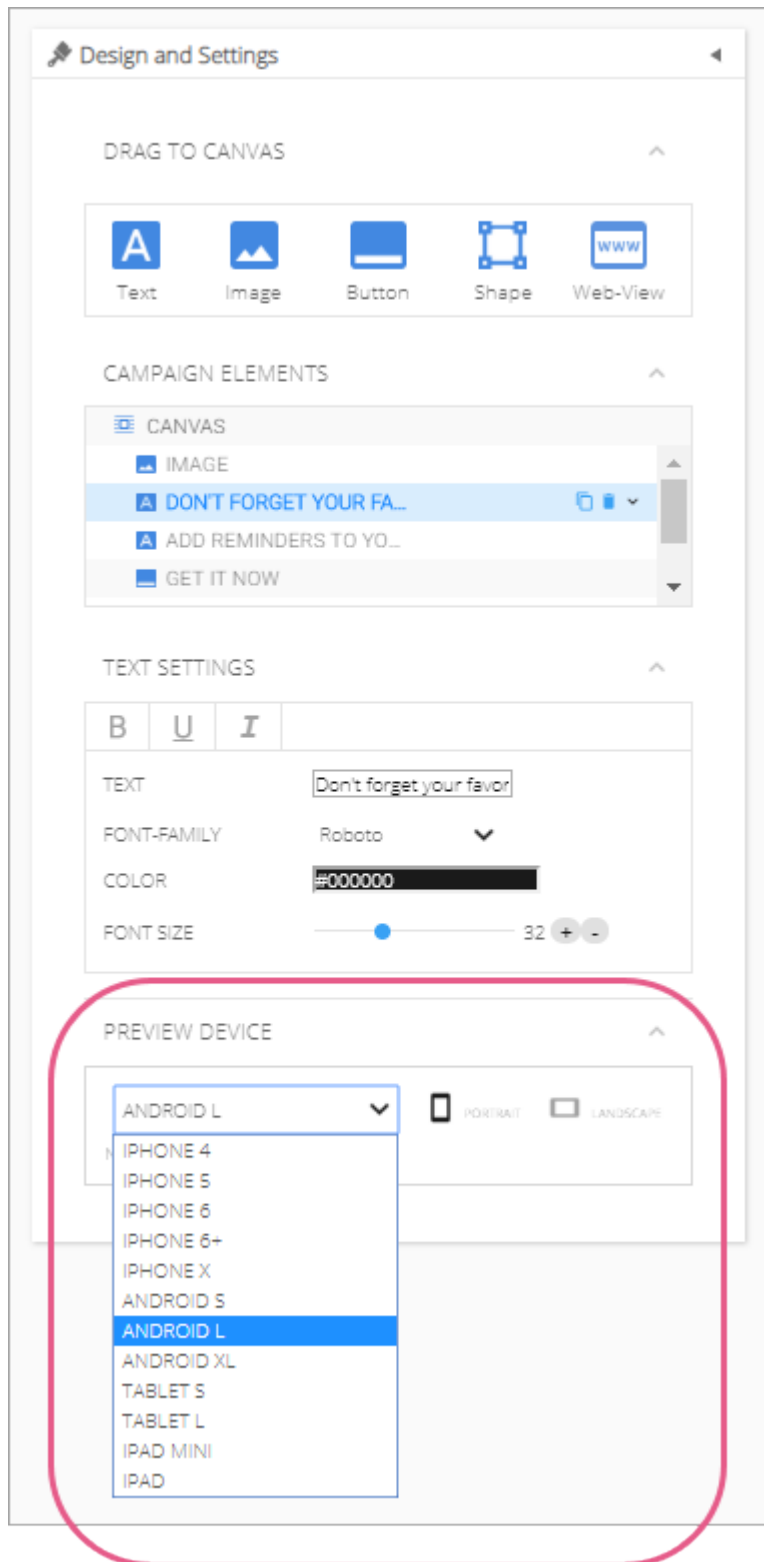 Design and Settings
DRAG TO CANVAS
A
www
Text Image Button Shape Web-View
CAMPAIGN ELEMENTS
CANVAS
IMAGE
A DON'T FORGET YOUR FA...
A ADD REMINDERS TO YO...
GET IT NOW
TEXT SETTINGS
B U I
TEXT Don't forget your favor
FONT-FAMILY Roboto
COLOR #000000
FONT SIZE 32 + -
PREVIEW DEVICE
ANDROID L PORTRAIT LANDSCAPE
IPHONE 4
IPHONE 5
IPHONE 6
IPHONE 6+
IPHONE X
ANDROID S
ANDROID L
ANDROID XL
TABLET S
TABLET L
IPAD MINI
IPAD